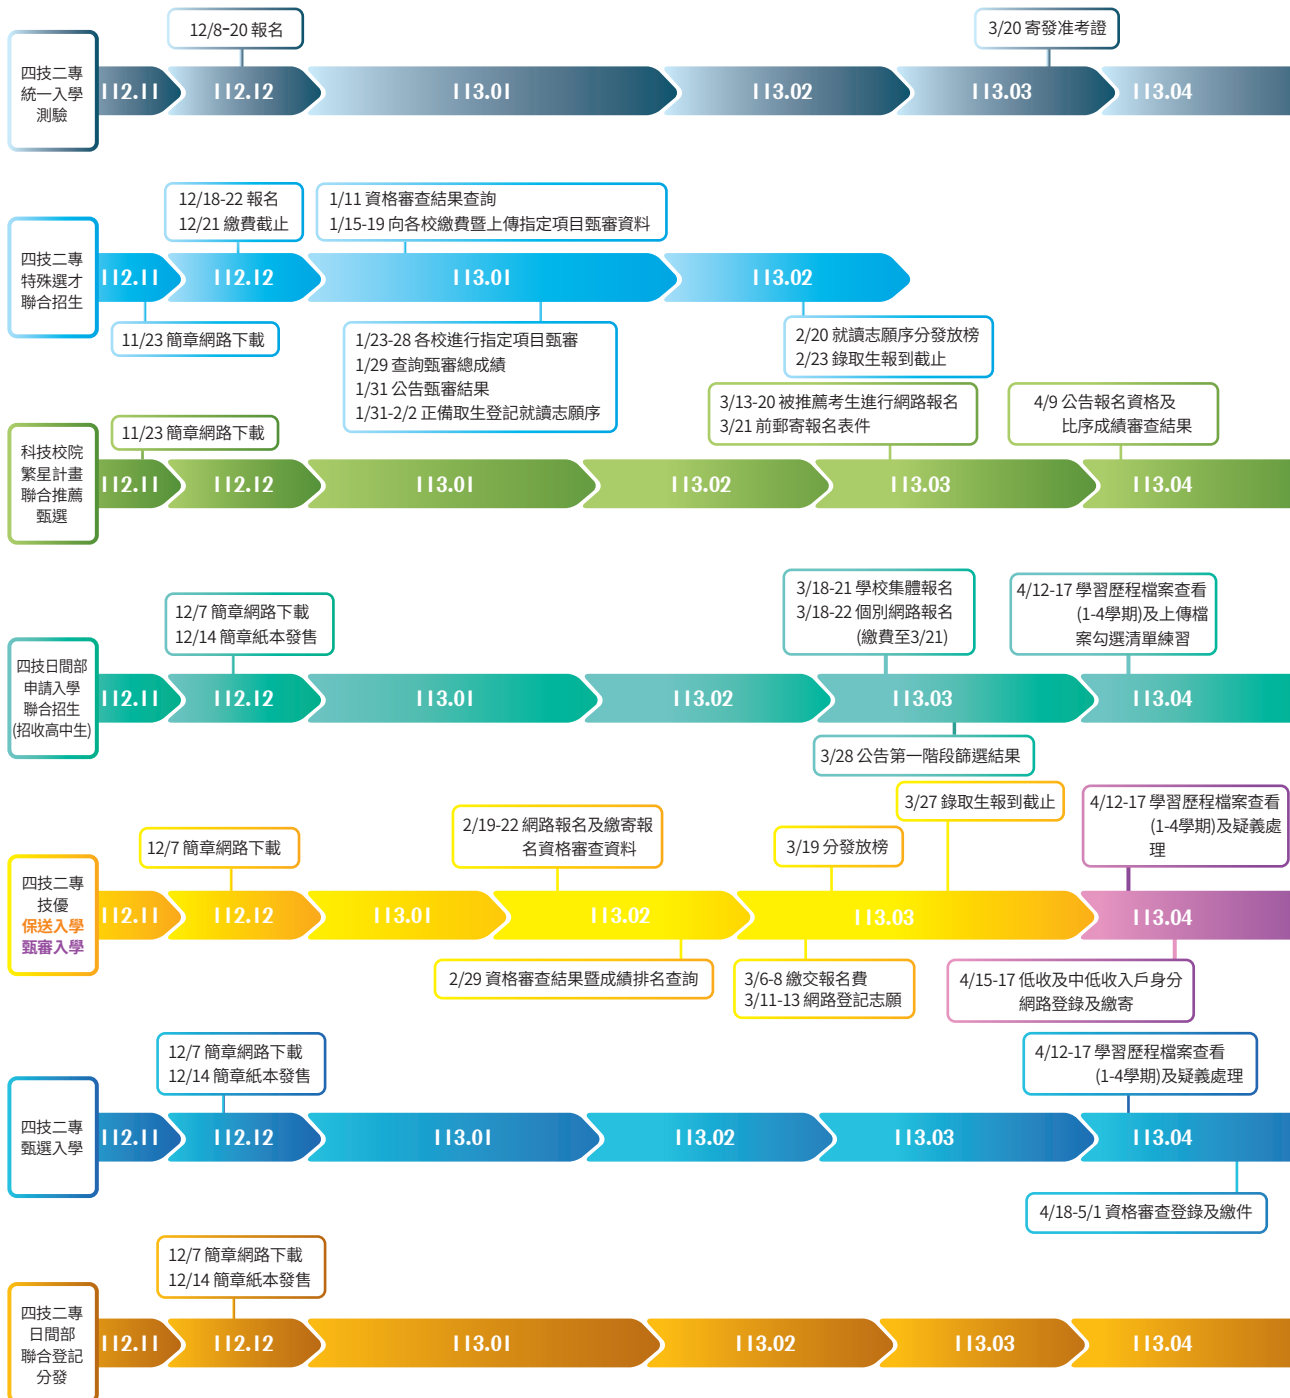 12/8-20 報名
3/20 寄發准考證
四技二專
統一入學
測驗
112.11
112.12
113.01
113.02
113.03
113.04
12/18-22 報名
12/21 繳費截止
1/11 資格審查結果查詢
1/15-19 向各校繳費暨上傳指定項目甄審資料
四技二專
特殊選才
聯合招生
112.11
112.12
113.01
113.02
11/23 簡章網路下載
1/23-28 各校進行指定項目甄審
1/29 查詢甄審總成績
1/31 公告甄審結果
1/31-2/2 正備取生登記就讀志願序
2/20 就讀志願序分發放榜
2/23 錄取生報到截止
11/23 簡章網路下載
3/13-20 被推薦考生進行網路報名
3/21 前郵寄報名表件
4/9 公告報名資格及
比序成績審查結果
科技校院
繁星計畫
聯合推薦
甄選
112.11
112.12
113.01
113.02
113.03
113.04
12/7 簡章網路下載
12/14 簡章紙本發售
3/18-21 學校集體報名
3/18-22 個別網路報名
(繳費至3/21)
4/12-17 學習歷程檔案查看
(1-4學期)及上傳檔
案勾選清單練習
四技日間部
申請入學
聯合招生
(招收高中生)
112.11
112.12
113.01
113.02
113.03
113.04
3/28 公告第一階段篩選結果
12/7 簡章網路下載
2/19-22 網路報名及繳寄報
名資格審查資料
3/19 分發放榜
3/27 錄取生報到截止
4/12-17 學習歷程檔案查看
(1-4學期)及疑義處
理
四技二專
技優
保送入學
甄審入學
112.11
112.12
113.01
113.02
113.03
113.04
2/29 資格審查結果暨成績排名查詢
3/6-8 繳交報名費
3/11-13 網路登記志願
4/15-17 低收及中低收入戶身分
網路登錄及繳寄
12/7 簡章網路下載
12/14 簡章紙本發售
4/12-17 學習歷程檔案查看
(1-4學期)及疑義處理
四技二專
甄選入學
112.11
112.12
113.01
113.02
113.03
113.04
4/18-5/1 資格審查登錄及繳件
12/7 簡章網路下載
12/14 簡章紙本發售
四技二專
日間部
聯合登記
分發
112.11
112.12
113.01
113.02
113.03
113.04